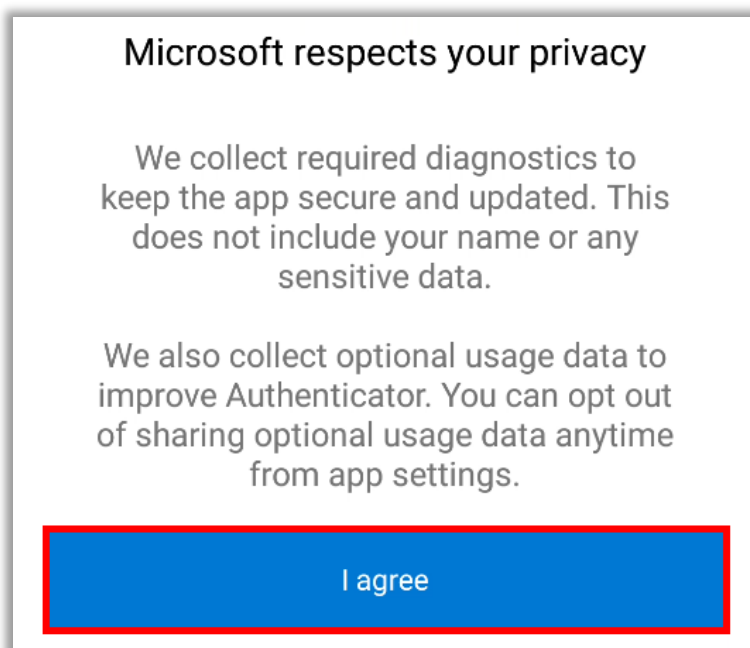 Microsoft respects your privacy
We collect required diagnostics to
keep the app secure and updated. This
does not include your name or any
sensitive data.
We also collect optional usage data to
improve Authenticator. You can opt out
of sharing optional usage data anytime
from app settings.
I agree